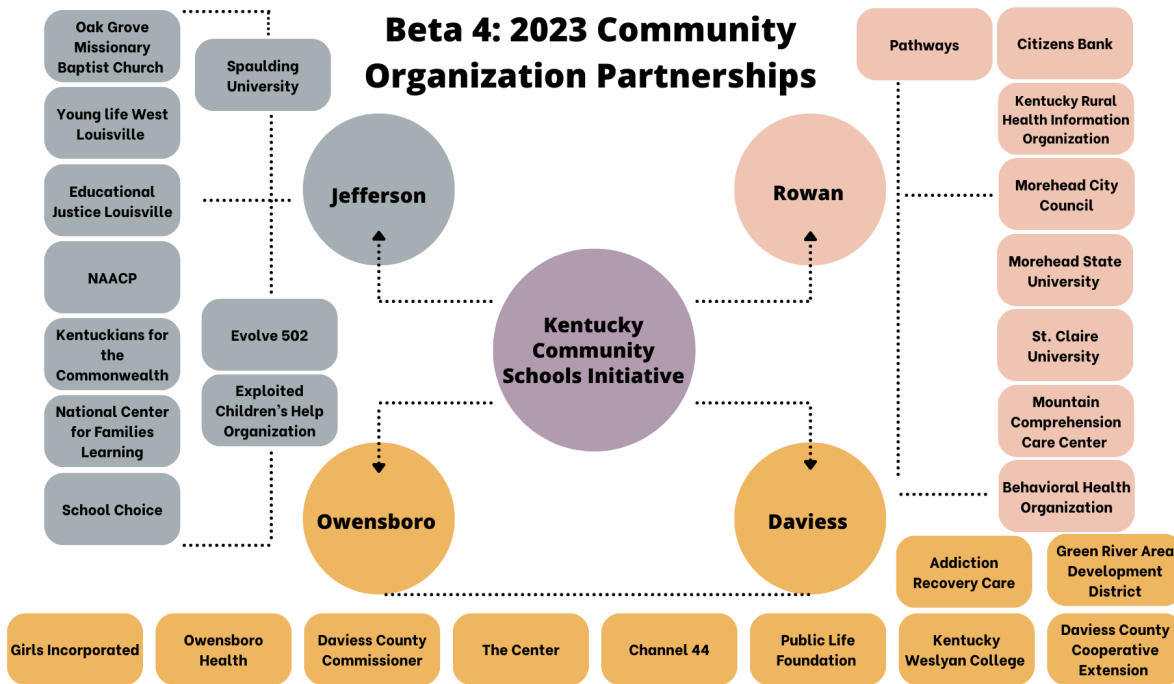 Beta 4: 2023 Community
Organization Partnerships
Oak Grove
Missionary
Baptist Church
Spaulding
University
Young life West
Louisville
Educational
Justice Louisville
NAACP
Kentuckians for
the
Commonwealth
Evolve 502
National Center
for Families
Learning
Exploited
Children's Help
Organization
School Choice
Jefferson
Rowan
Kentucky
Community
Schools Initiative
Owensboro
Daviess
Pathways
Citizens Bank
Kentucky Rural
Health Information
Organization
Morehead City
Council
Morehead State
University
St. Claire
University
Mountain
Comprehension
Care Center
Behavioral Health
Organization
Addiction
Recovery Care
Green River Area
Development
District
Girls Incorporated
Owensboro
Health
Daviess County
Commissioner
The Center
Channel 44
Public Life
Foundation
Kentucky
Weslyan College
Daviess County
Cooperative
Extension